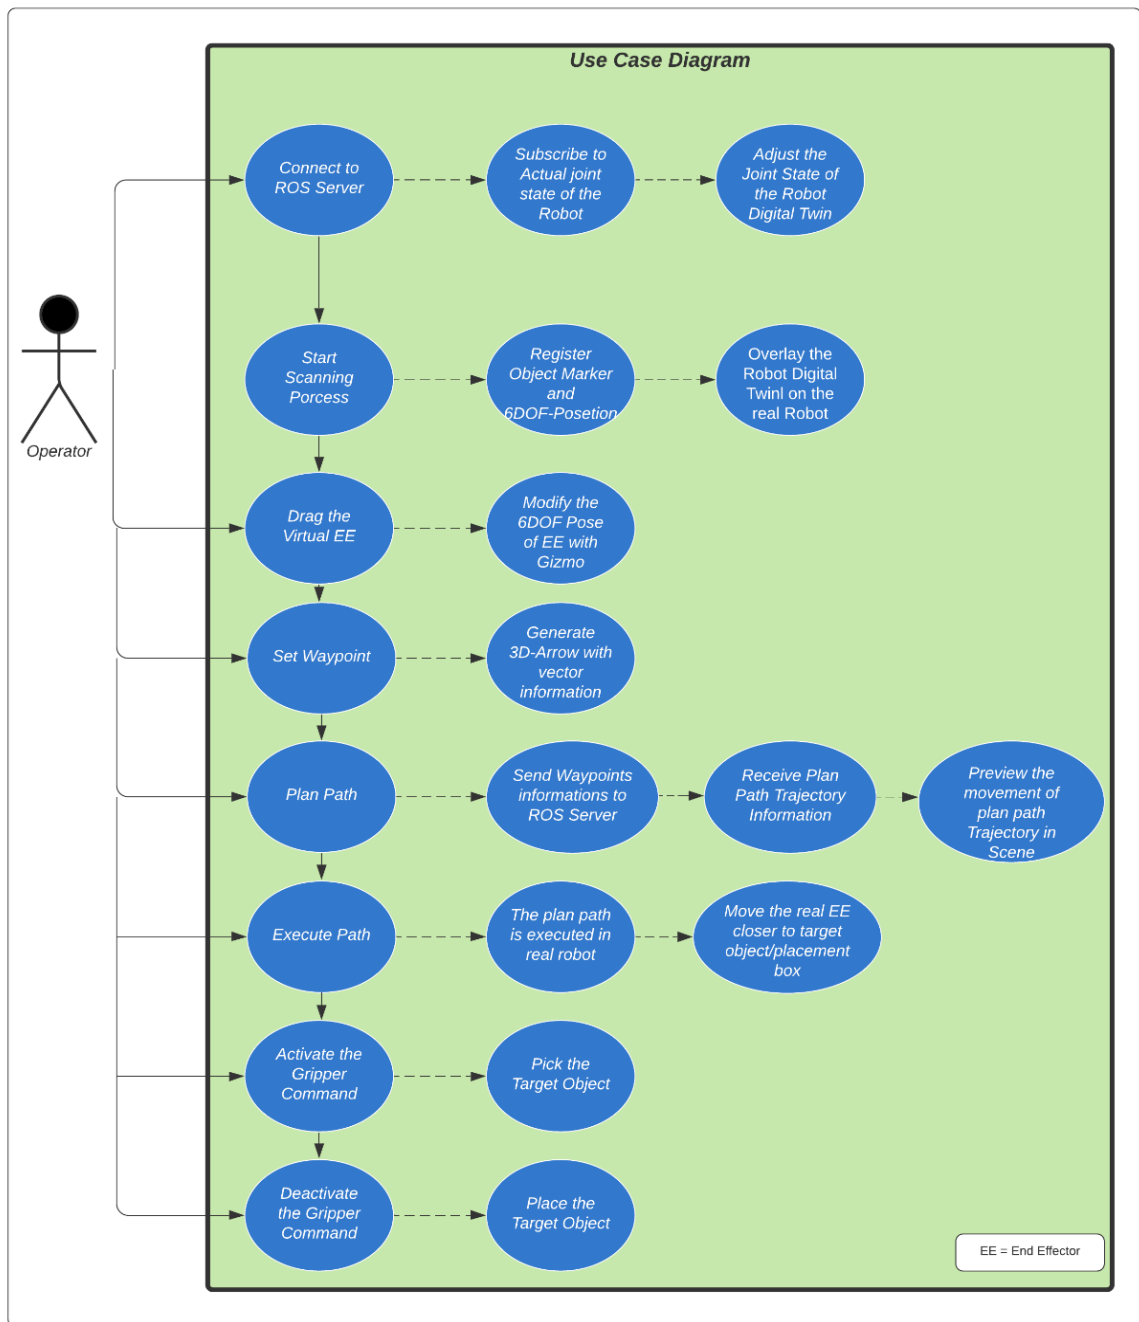 Use Case Diagram
Connect to
ROS Server
Subscribe to
Actual joint
state of the
Robot
Adjust the
Joint State of
the Robot
Digital Twin
Operator
Start
Scanning
Porcess
Register
Object Marker
and
6DOF-Posetion
Overlay the
Robot Digital
Twinl on the
real Robot
Drag the
Virtual EE
Modify the
6DOF Pose
of EE with
Gizmo
Set Waypoint
Generate
3D-Arrow with
vector
information
Plan Path
Send Waypoints
informations to
ROS Server
Receive Plan
Path Trajectory
Information
Preview the
movement of
plan path
Trajectory in
Scene
Execute Path
The plan path
is executed in
real robot
Move the real EE
closer to target
object/placement
box
Activate the
Gripper
Command
Pick the
Target Object
Deactivate
the Gripper
Command
Place the
Target Object
EE = End Effector